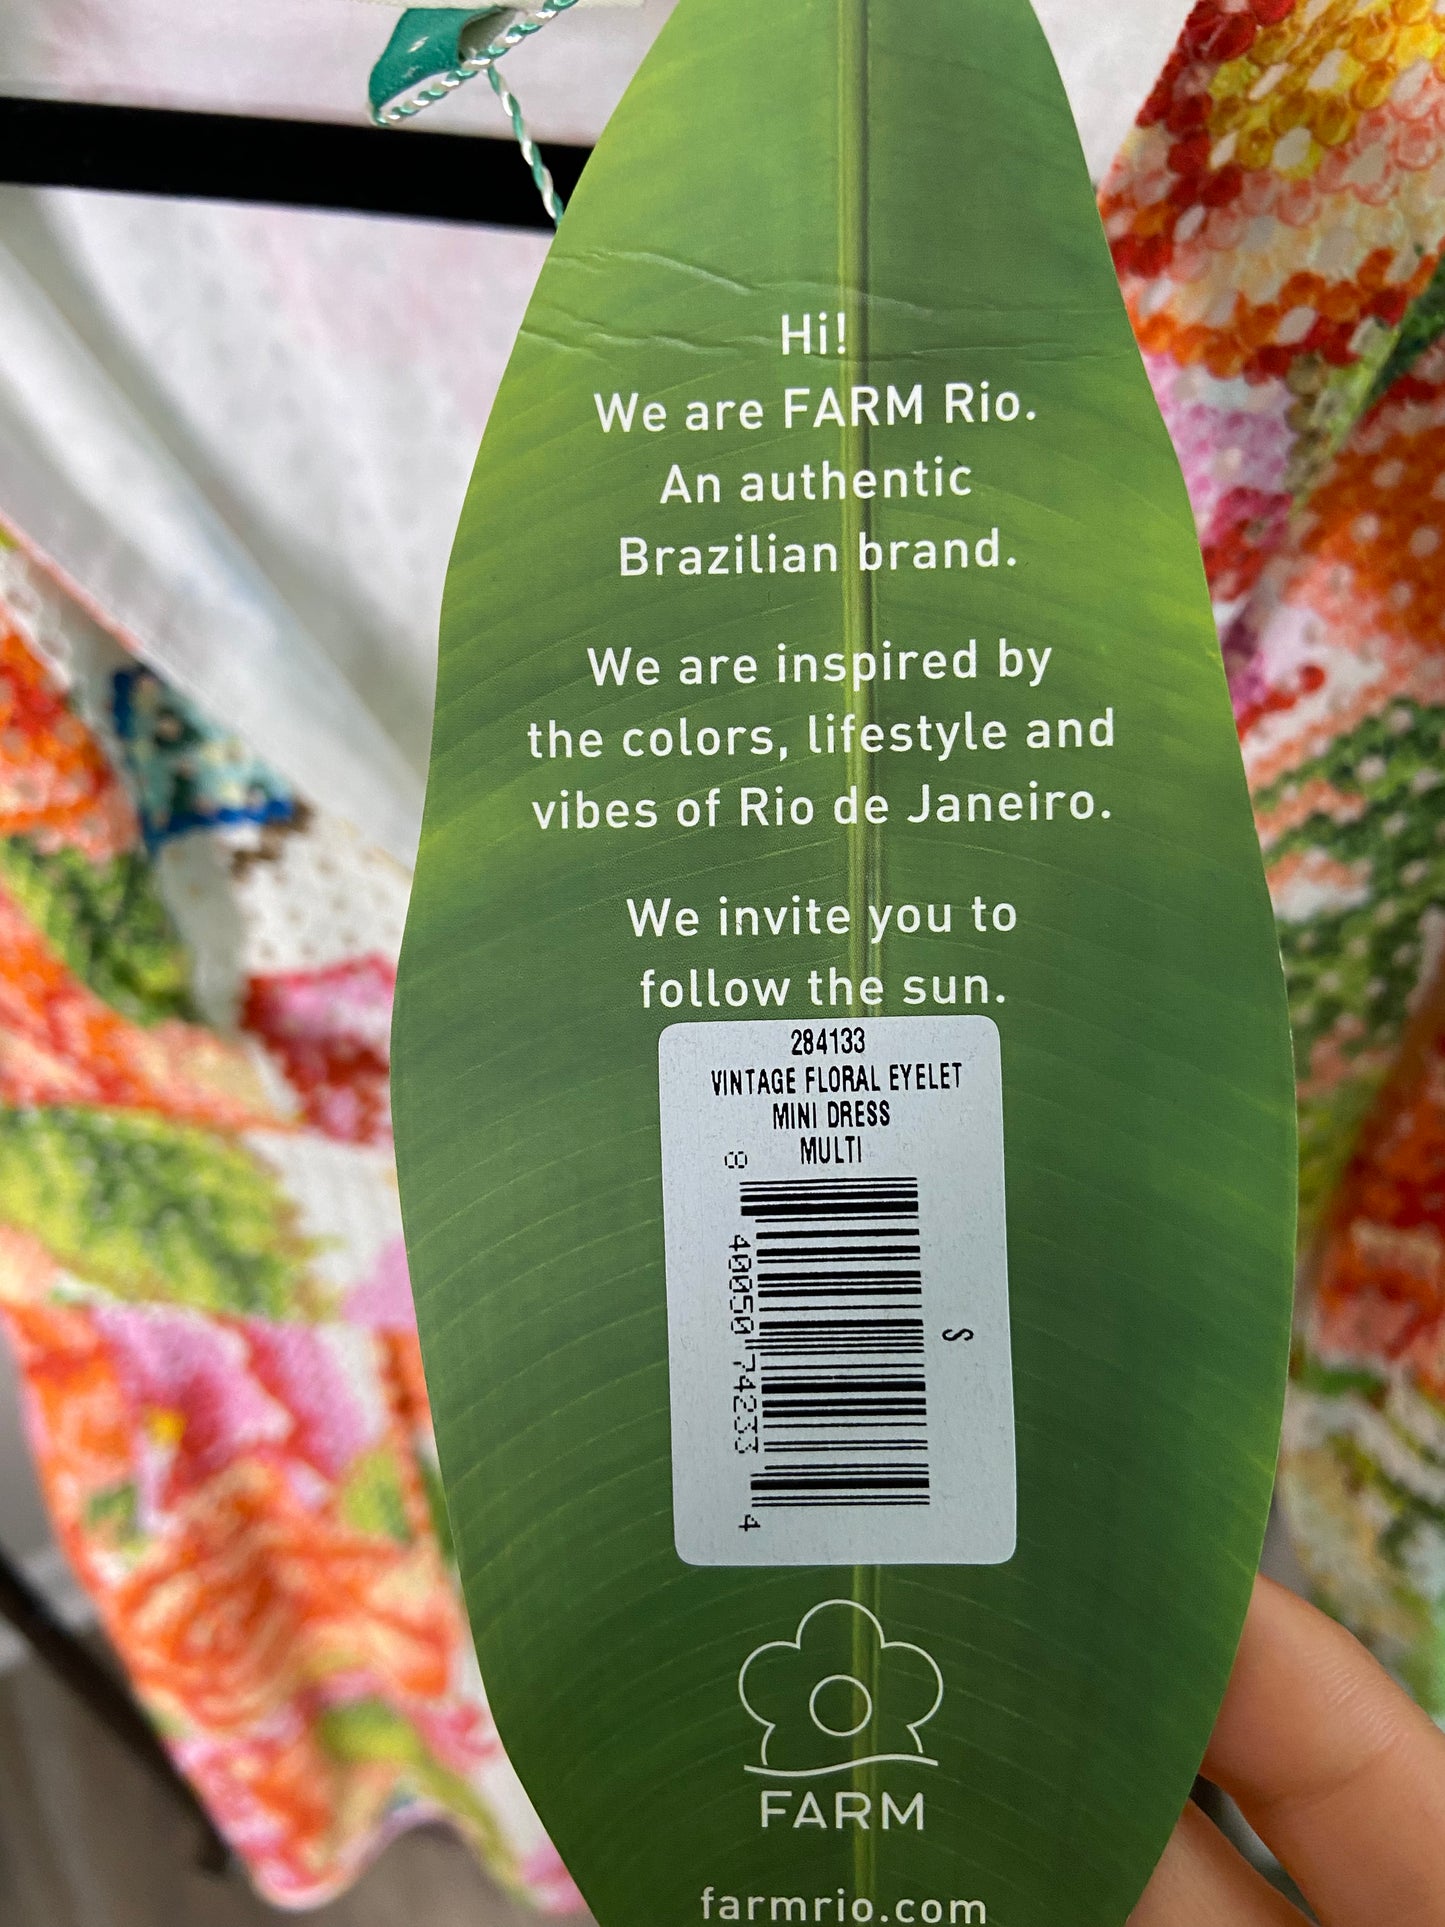 Hi!
We are FARM Rio.
An authentic
Brazilian brand.
We are inspired by
the colors, lifestyle and
vibes of Rio de Janeiro.
We invite you to
follow the sun.
284133
VINTAGE FLORAL EYELET
MINI DRESS
MULTI
8 40050 74233 4
S
FARM
farmrio.com